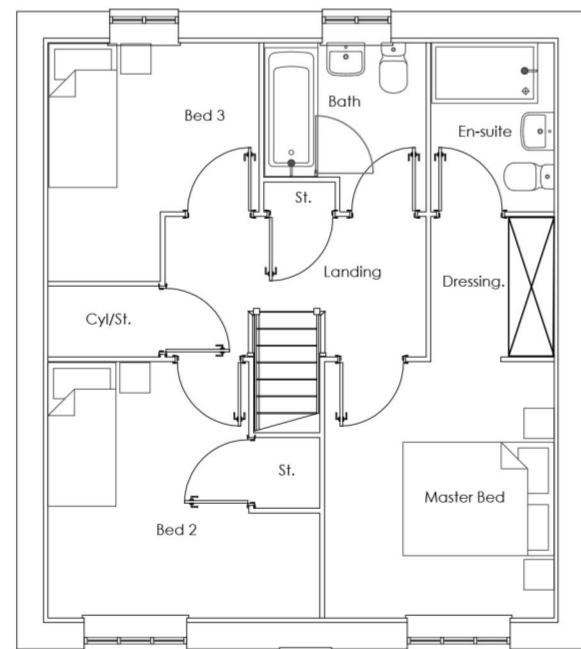 Bath
Bed 3
En-suite
St.
Landing
Dressing.
Cyl/St.
St.
Master Bed
Bed 2